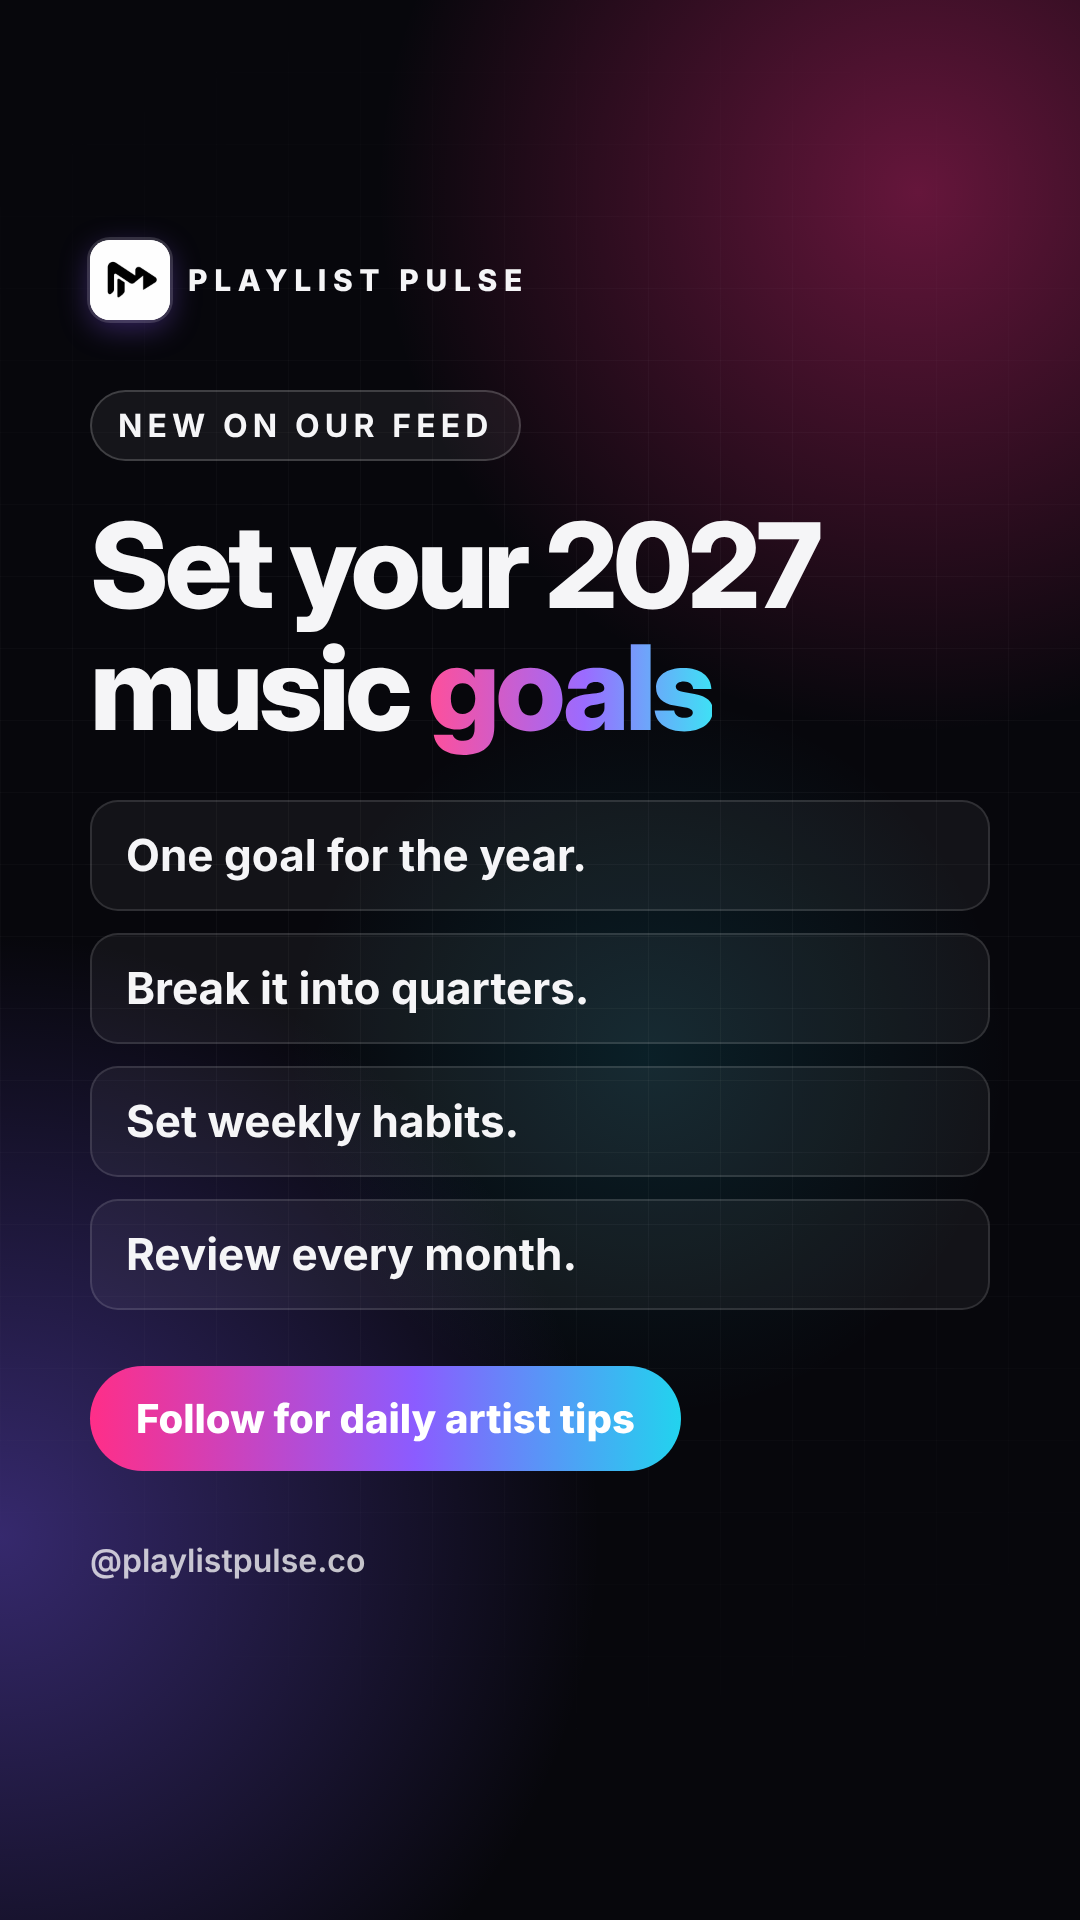 PLAYLIST PULSE
NEW ON OUR FEED
Set your 2027
music goals
One goal for the year.
Break it into quarters.
Set weekly habits.
Review every month.
Follow for daily artist tips
@playlistpulse.co